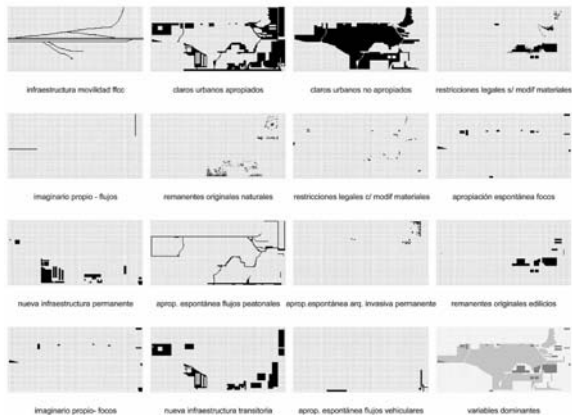 infraestructura movilidad ffcc
claros urbanos apropiados
claros urbanos no apropiados
restricciones legales s/ modif materiales
imaginario propio - flujos
remanentes originales naturales
restricciones legales c/ modif materiales
apropiación espontánea focos
nueva infraestructura permanente
aprop. espontánea flujos peatonales
aprop.espontánea arq. invasiva permanente
remanentes originales edilicios
imaginario propio- focos
nueva infraestructura transitoria
aprop. espontánea flujos vehiculares
variables dominantes